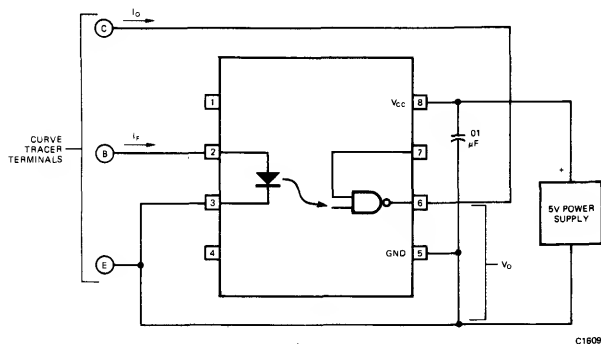 C
I_O
1
V_CC
8
.01
μF
CURVE
TRACER
TERMINALS
B
I_F
2
7
+
3
6
5V POWER
SUPPLY
4
GND
5
V_O
E
C1609